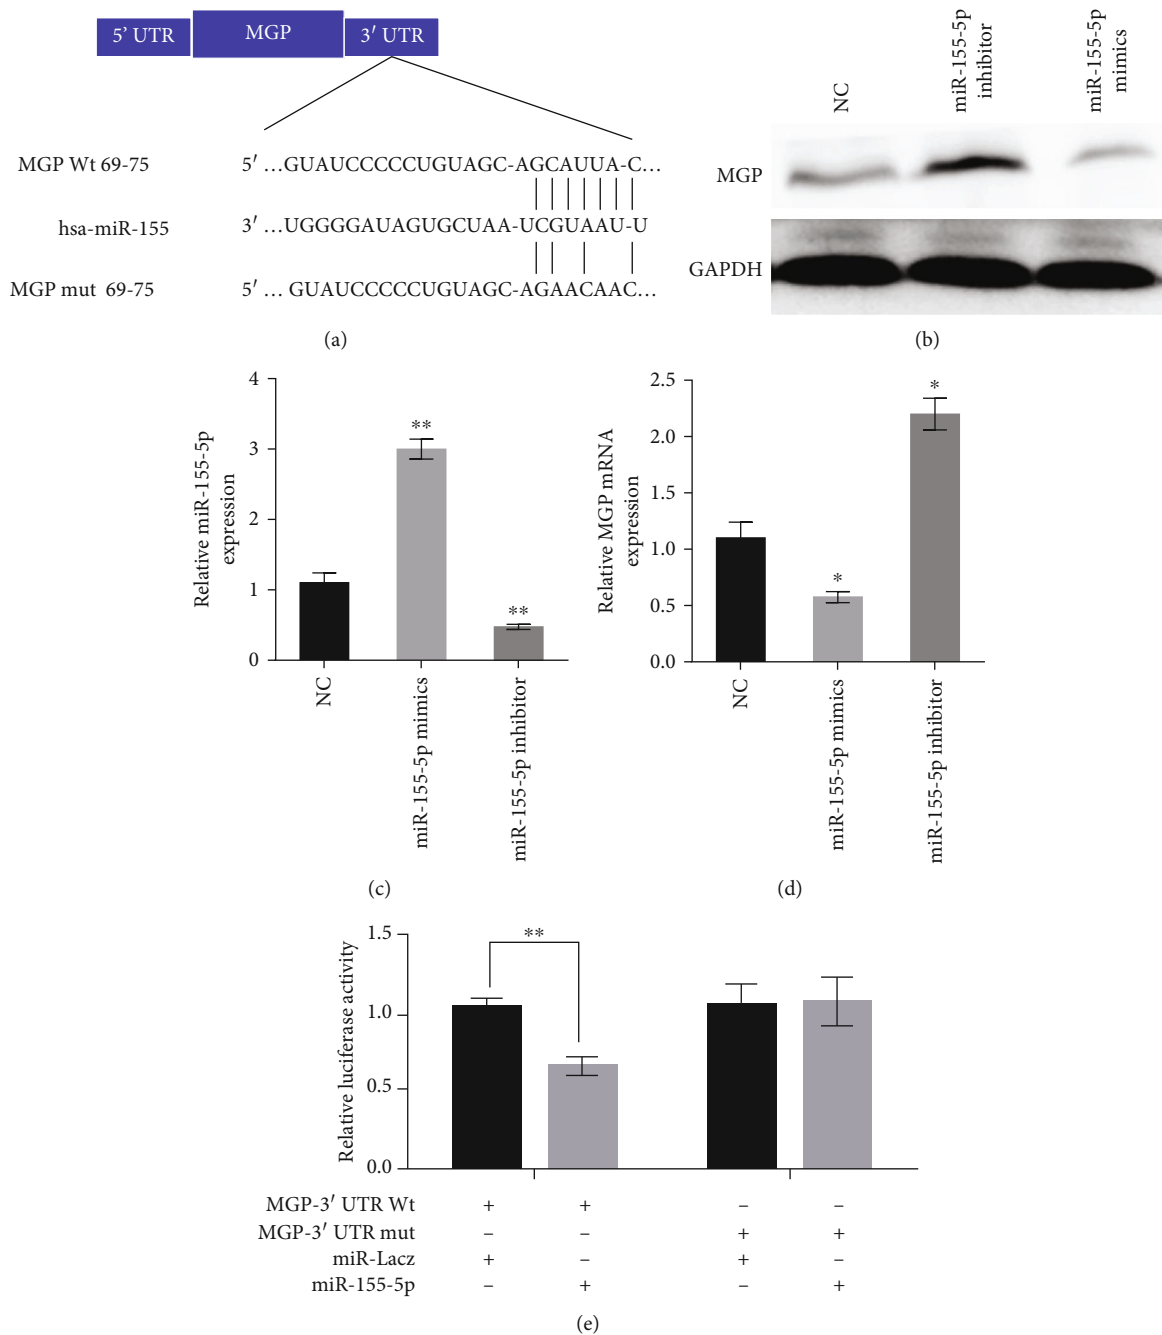 5′ UTR MGP 3′ UTR
MGP Wt 69-75 5′ …GUAUCCCCCUGUAGC-AGCAUUA-C…
hsa-miR-155 3′ …UGGGGAUAGUGCUAA-UCGUAAU-U
MGP mut 69-75 5′ … GUAUCCCCCUGUAGC-AGAACAAC…
(a)
NC
miR-155-5p
inhibitor
miR-155-5p
mimics
MGP
GAPDH
(b)
Relative miR-155-5p
expression
4
3
2
1
0
**
**
NC
miR-155-5p mimics
miR-155-5p inhibitor
(c)
Relative MGP mRNA
expression
2.5
2.0
1.5
1.0
0.5
0.0
*
*
NC
miR-155-5p mimics
miR-155-5p inhibitor
(d)
Relative luciferase activity
1.5
1.0
0.5
0.0
**
MGP-3′ UTR Wt + + – –
MGP-3′ UTR mut – – + +
miR-Lacz + – + –
miR-155-5p – + – +
(e)